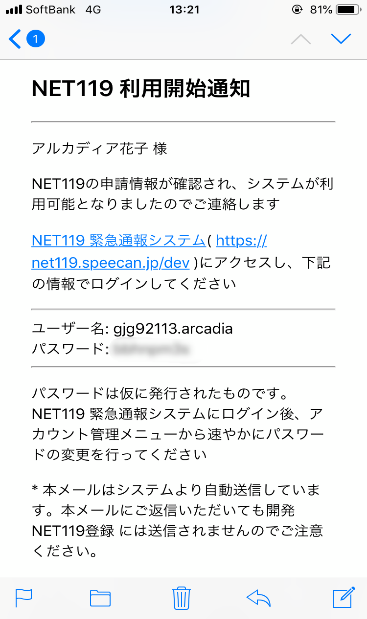 SoftBank 4G 13:21 81%
1
NET119 利用開始通知
アルカディア花子 様
NET119の申請情報が確認され、システムが利
用可能となりましたのでご連絡します
NET119 緊急通報システム( https://
net119.speecan.jp/dev )にアクセスし、下記
の情報でログインしてください
ユーザー名: gjg92113.arcadia
パスワード:
パスワードは仮に発行されたものです。
NET119 緊急通報システムにログイン後、ア
カウント管理メニューから速やかにパスワー
ドの変更を行ってください
* 本メールはシステムより自動送信していま
す。本メールにご返信いただいても開発
NET119登録 には送信されませんのでご注意
ください。